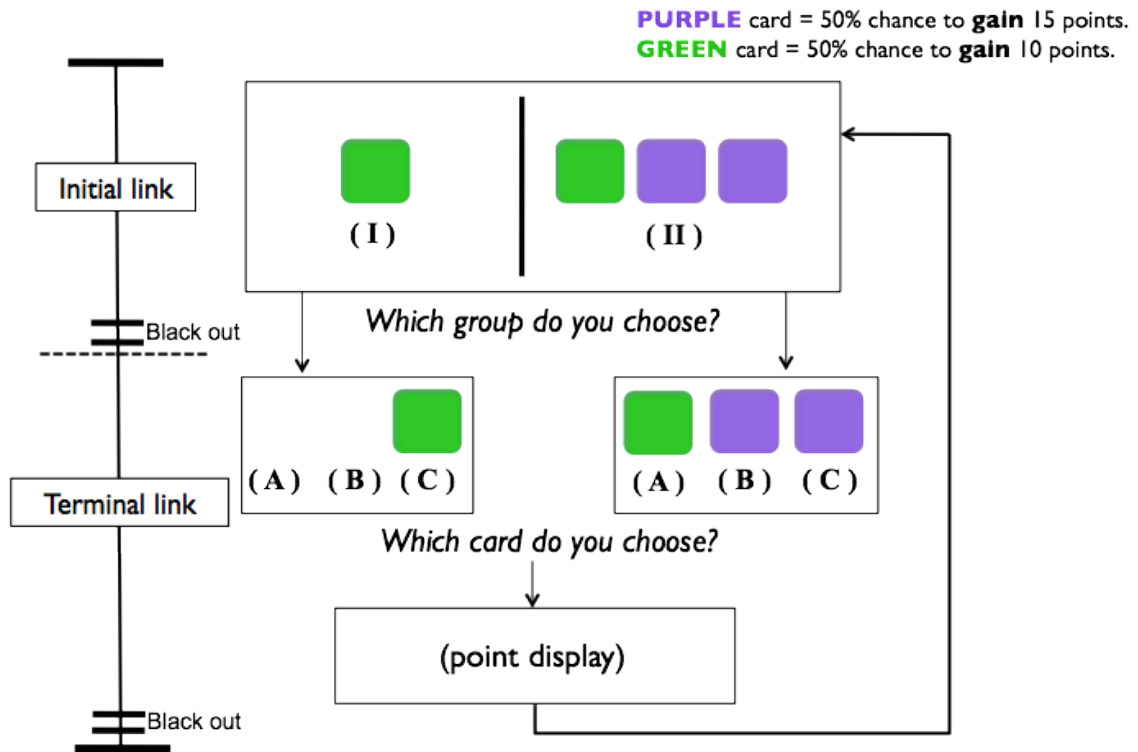 PURPLE card = 50% chance to gain 15 points.
GREEN card = 50% chance to gain 10 points.
Initial link
( I )
( II )
Which group do you choose?
Black out
( A ) ( B ) ( C )
( A ) ( B ) ( C )
Terminal link
Which card do you choose?
(point display)
Black out